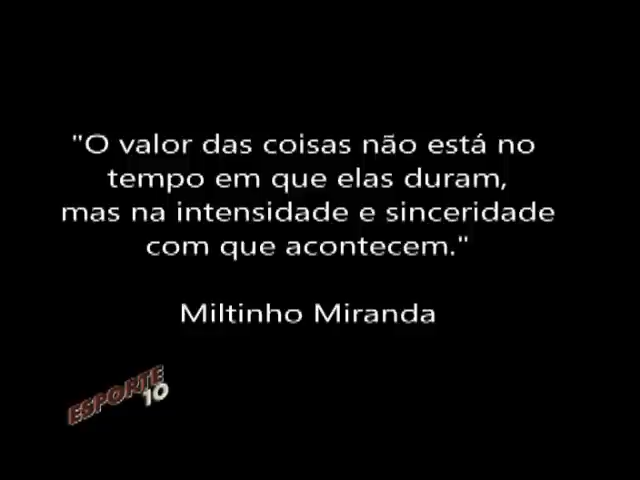 "O valor das coisas não está no
tempo em que elas duram,
mas na intensidade e sinceridade
com que acontecem."
Miltinho Miranda
ESPORTE
10